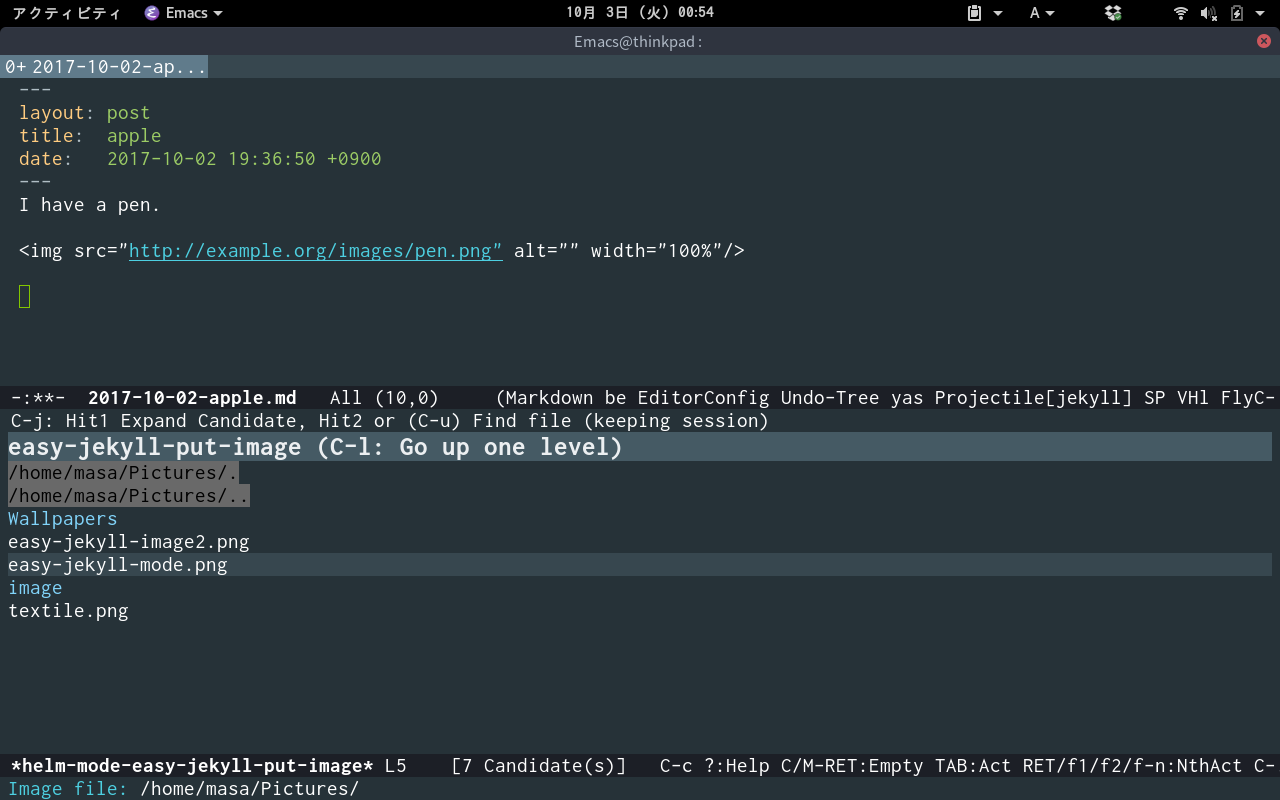 アクティビティ Emacs 10月 3日 (火) 00:54 A
Emacs@thinkpad:
0+ 2017-10-02-ap...
---
layout: post
title:  apple
date:   2017-10-02 19:36:50 +0900
---
I have a pen.
<img src="http://example.org/images/pen.png" alt="" width="100%"/>
-:**-  2017-10-02-apple.md   All (10,0)     (Markdown be EditorConfig Undo-Tree yas Projectile[jekyll] SP VHl FlyC-
C-j: Hit1 Expand Candidate, Hit2 or (C-u) Find file (keeping session)
easy-jekyll-put-image (C-l: Go up one level)
/home/masa/Pictures/.
/home/masa/Pictures/..
Wallpapers
easy-jekyll-image2.png
easy-jekyll-mode.png
image
textile.png
*helm-mode-easy-jekyll-put-image* L5    [7 Candidate(s)]   C-c ?:Help C/M-RET:Empty TAB:Act RET/f1/f2/f-n:NthAct C-
Image file: /home/masa/Pictures/